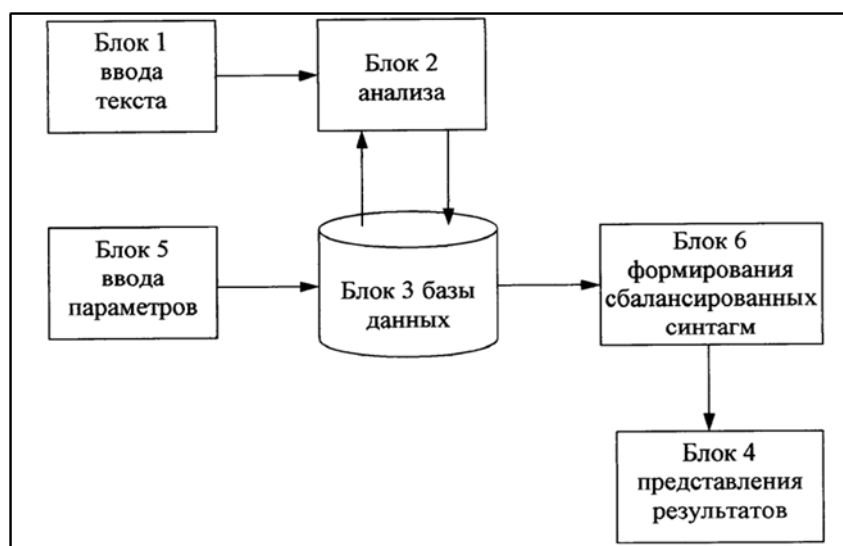 Блок 1
ввода
текста
Блок 2
анализа
Блок 5
ввода
параметров
Блок 3 базы
данных
Блок 6
формирования
сбалансированных
синтагм
Блок 4
представления
результатов